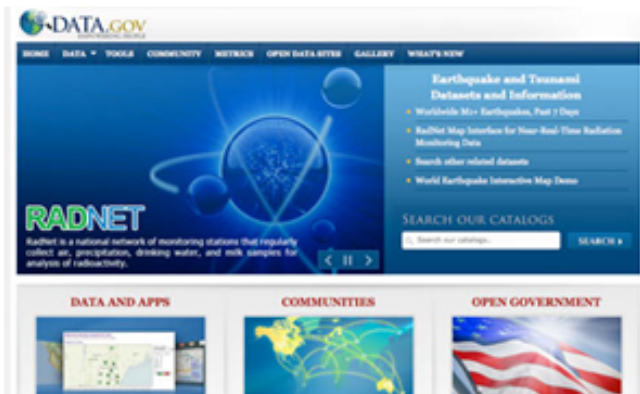 DATA.GOV
EMPOWERING PEOPLE
HOME DATA TOOLS COMMUNITY METRICS OPEN DATA SITES GALLERY WHAT'S NEW
Earthquake and Tsunami
Datasets and Information
Worldwide M1+ Earthquakes, Past 7 Days
RadNet Map Interface for Near-Real-Time Radiation
Monitoring Data
Search other related datasets
World Earthquake Interactive Map Demo
RADNET
RadNet is a national network of monitoring stations that regularly
collect air, precipitation, drinking water, and milk samples for
analysis of radioactivity.
SEARCH OUR CATALOGS
Search our catalogs..
SEARCH
DATA AND APPS
COMMUNITIES
OPEN GOVERNMENT